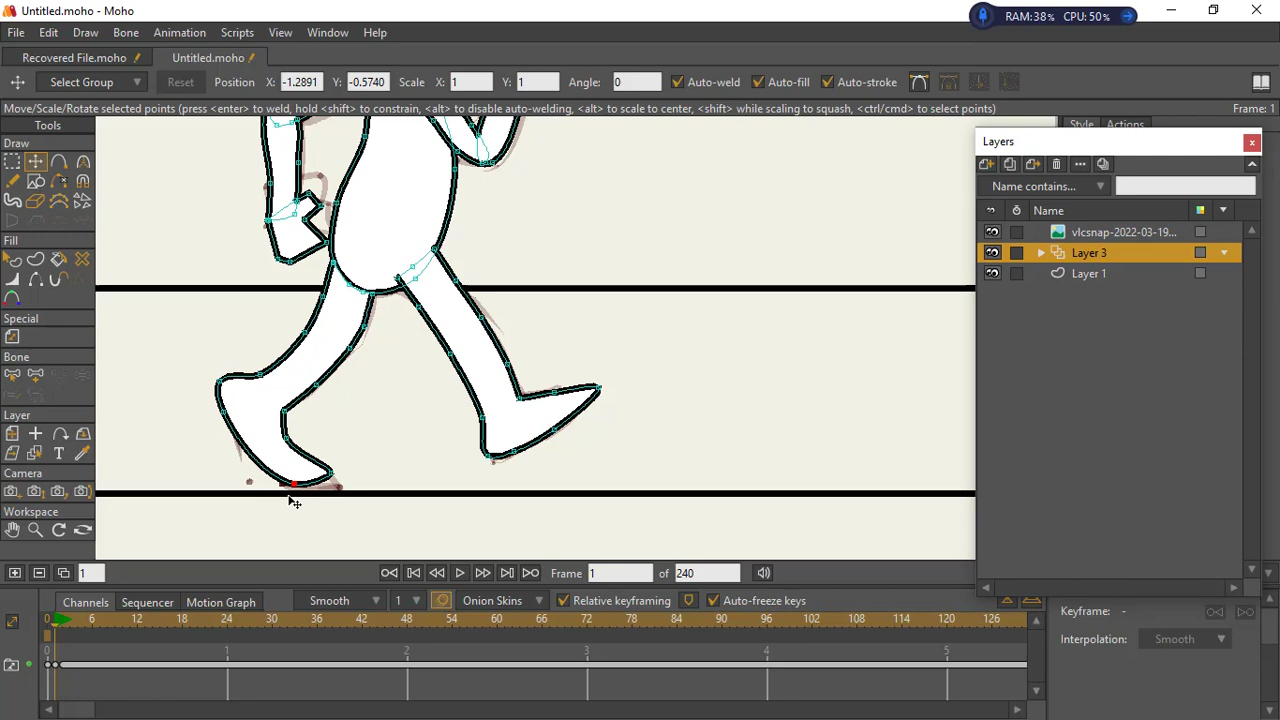 Untitled.moho - Moho
RAM:38% CPU:50%
File Edit Draw Bone Animation Scripts View Window Help
Recovered File.moho Untitled.moho
Select Group Reset Position X: -1.2891 Y: -0.5740 Scale X: 1 Y: 1 Angle: 0 Auto-weld Auto-fill Auto-stroke
Move/Scale/Rotate selected points (press <enter> to weld, hold <shift> to constrain, <alt> to disable auto-welding, <alt> to scale to center, <shift> while scaling to squash, <ctrl/cmd> to select points) Frame: 1
Tools
Style Actions
Draw
Layers
Name contains...
Name
vlcsnap-2022-03-19...
Layer 3
Layer 1
Fill
Special
Bone
Layer
T
Camera
Workspace
1 Frame 1 of 240
Channels Sequencer Motion Graph Smooth 1 Onion Skins Relative keyframing Auto-freeze keys
0 6 12 18 24 30 36 42 48 54 60 66 72 78 84 90 96 102 108 114 120 126
0 1 2 3 4 5
Keyframe: -
Interpolation: Smooth